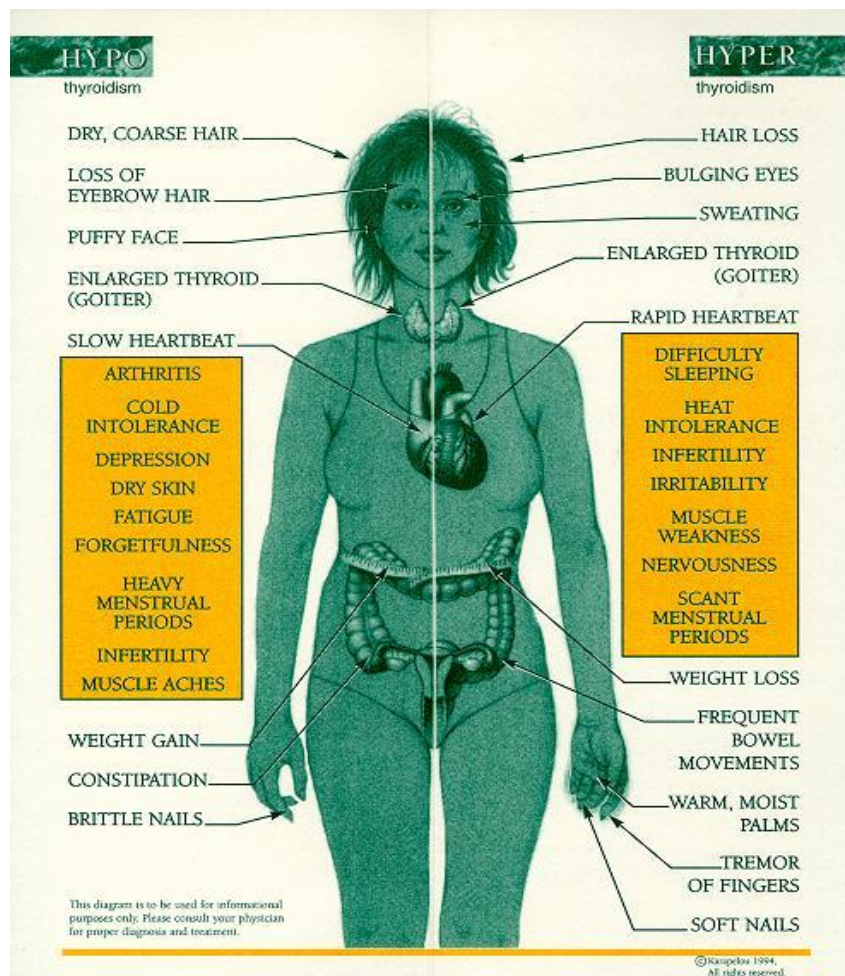 HYPO
thyroidism
DRY, COARSE HAIR
LOSS OF
EYEBROW HAIR
PUFFY FACE
ENLARGED THYROID
(GOITER)
SLOW HEARTBEAT
ARTHRITIS
COLD
INTOLERANCE
DEPRESSION
DRY SKIN
FATIGUE
FORGETFULNESS
HEAVY
MENSTRUAL
PERIODS
INFERTILITY
MUSCLE ACHES
WEIGHT GAIN
CONSTIPATION
BRITTLE NAILS
This diagram is to be used for informational
purposes only. Please consult your physician
for proper diagnosis and treatment.
HYPER
thyroidism
HAIR LOSS
BULGING EYES
SWEATING
ENLARGED THYROID
(GOITER)
RAPID HEARTBEAT
DIFFICULTY
SLEEPING
HEAT
INTOLERANCE
INFERTILITY
IRRITABILITY
MUSCLE
WEAKNESS
NERVOUSNESS
SCANT
MENSTRUAL
PERIODS
WEIGHT LOSS
FREQUENT
BOWEL
MOVEMENTS
WARM, MOIST
PALMS
TREMOR
OF FINGERS
SOFT NAILS
©Karapelou 1994,
All rights reserved.